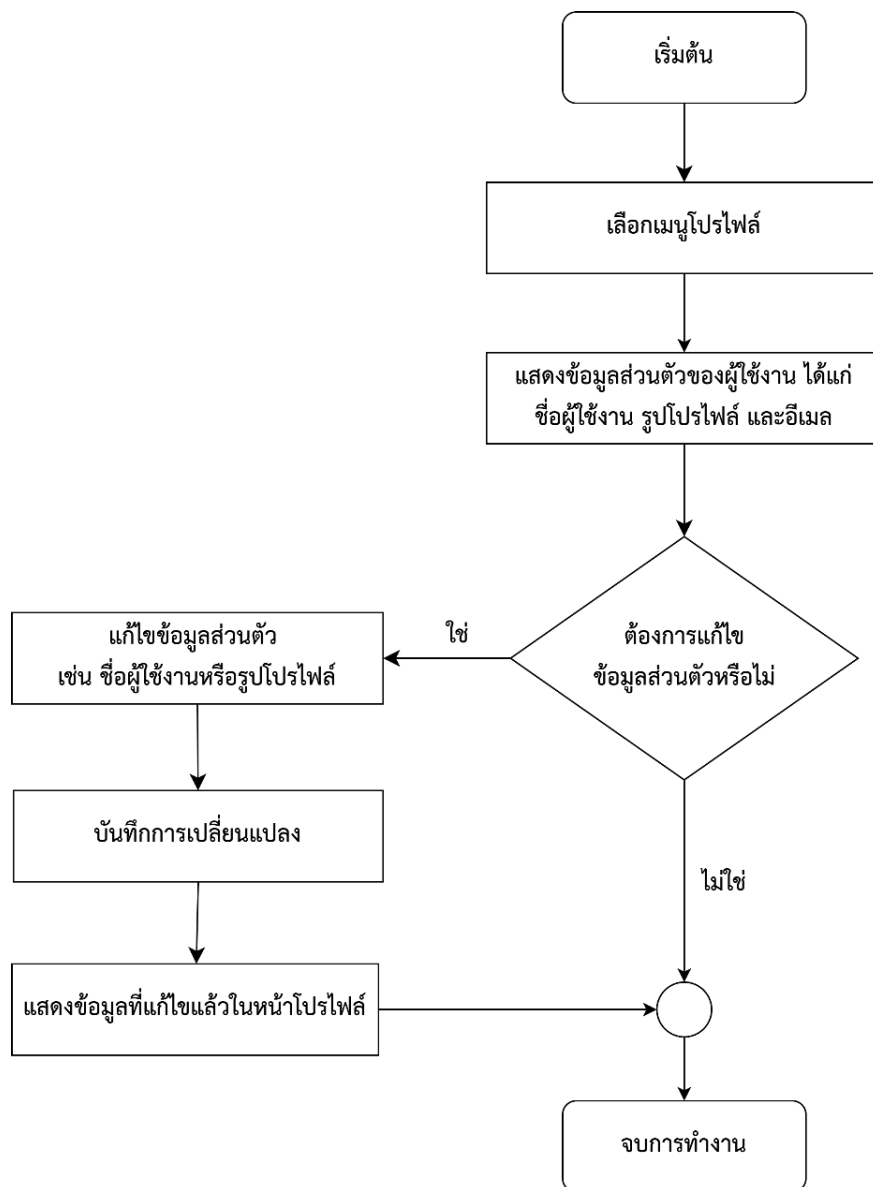 เริ่มต้น
เลือกเมนูโปรไฟล์
แสดงข้อมูลส่วนตัวของผู้ใช้งาน ได้แก่
ชื่อผู้ใช้งาน รูปโปรไฟล์ และอีเมล
ต้องการแก้ไข
ข้อมูลส่วนตัวหรือไม่
ใช่
แก้ไขข้อมูลส่วนตัว
เช่น ชื่อผู้ใช้งานหรือรูปโปรไฟล์
บันทึกการเปลี่ยนแปลง
ไม่ใช่
แสดงข้อมูลที่แก้ไขแล้วในหน้าโปรไฟล์
จบการทำงาน